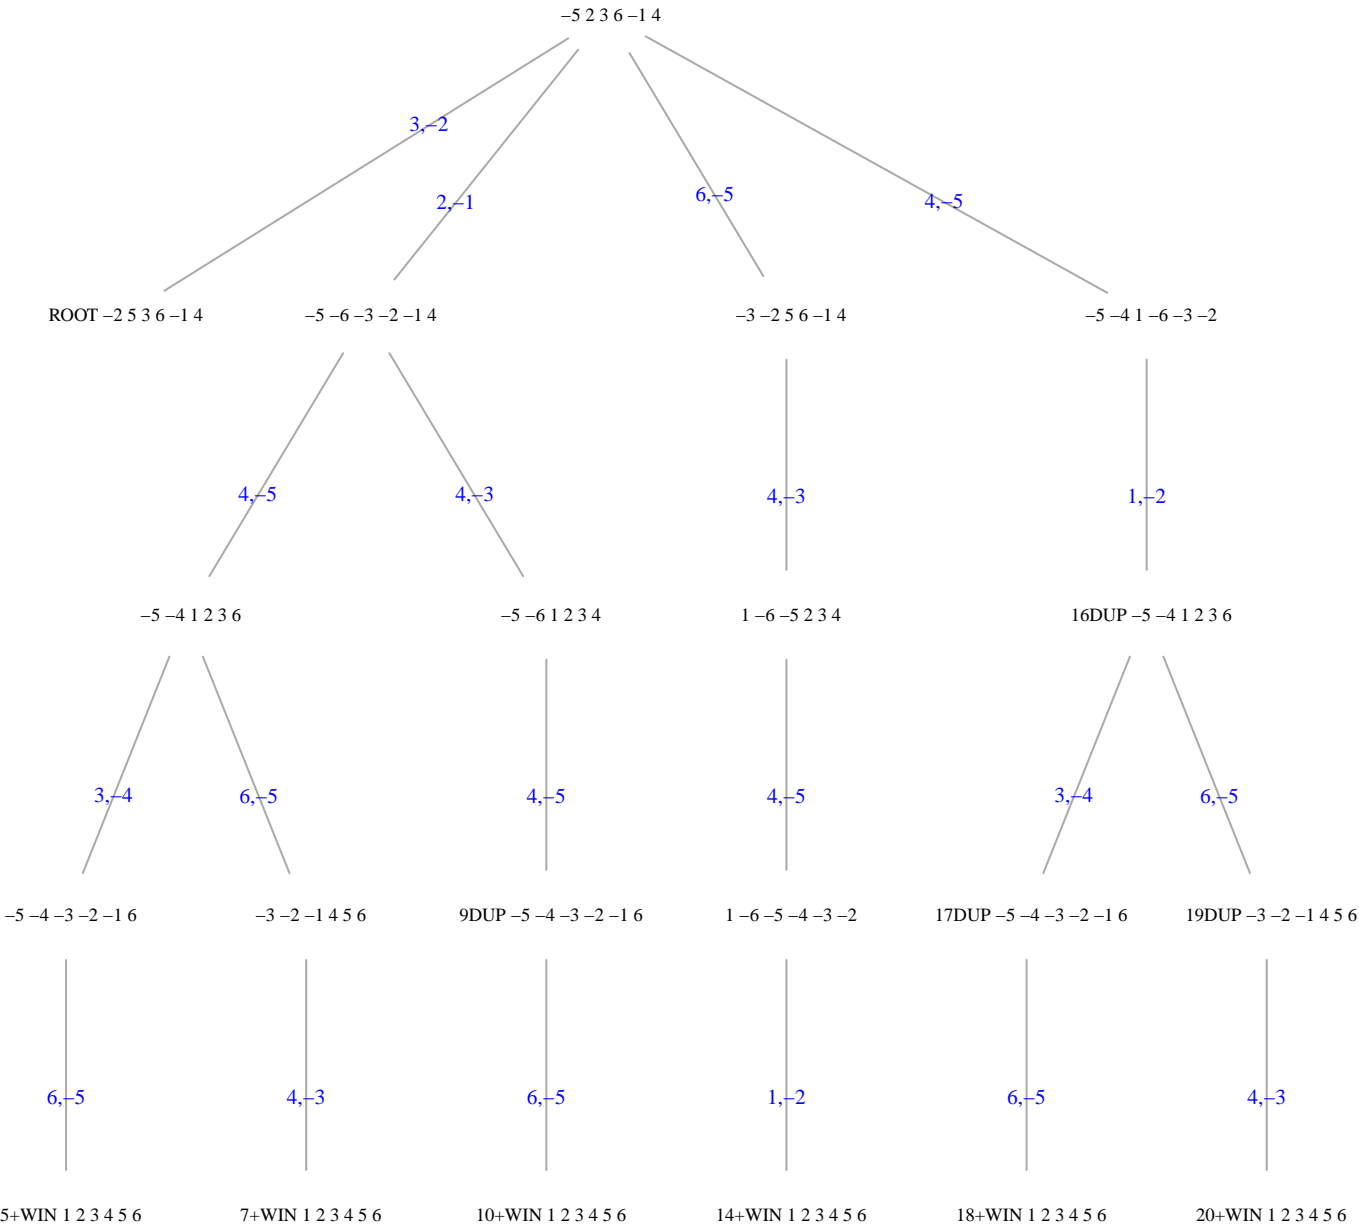 –5 2 3 6 –1 4
3,–2
2,–1
6,–5
4,–5
ROOT –2 5 3 6 –1 4
–5 –6 –3 –2 –1 4
–3 –2 5 6 –1 4
–5 –4 1 –6 –3 –2
4,–5
4,–3
4,–3
1,–2
–5 –4 1 2 3 6
–5 –6 1 2 3 4
1 –6 –5 2 3 4
16DUP –5 –4 1 2 3 6
3,–4
6,–5
4,–5
4,–5
3,–4
6,–5
–5 –4 –3 –2 –1 6
–3 –2 –1 4 5 6
9DUP –5 –4 –3 –2 –1 6
1 –6 –5 –4 –3 –2
17DUP –5 –4 –3 –2 –1 6
19DUP –3 –2 –1 4 5 6
6,–5
4,–3
6,–5
1,–2
6,–5
4,–3
5+WIN 1 2 3 4 5 6
7+WIN 1 2 3 4 5 6
10+WIN 1 2 3 4 5 6
14+WIN 1 2 3 4 5 6
18+WIN 1 2 3 4 5 6
20+WIN 1 2 3 4 5 6